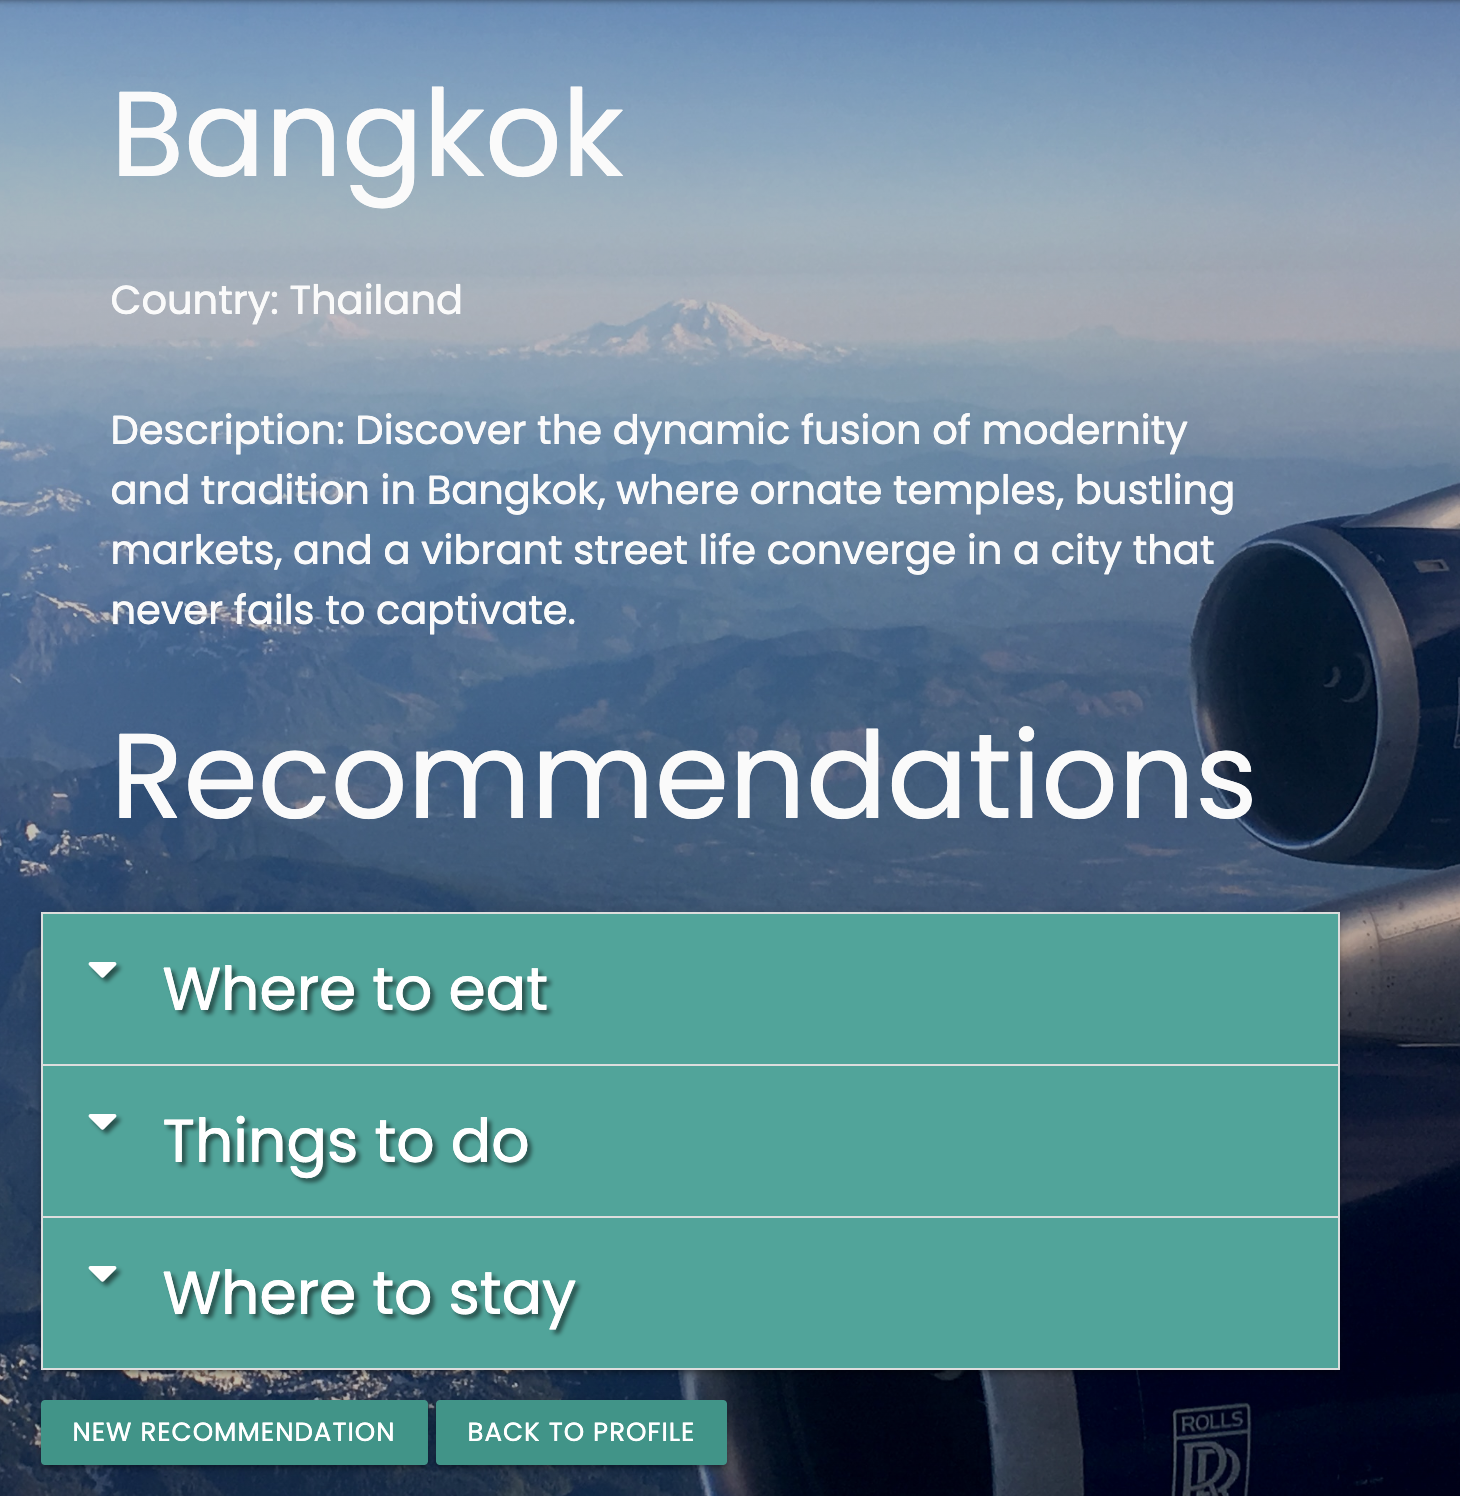 Bangkok
Country: Thailand
Description: Discover the dynamic fusion of modernity
and tradition in Bangkok, where ornate temples, bustling
markets, and a vibrant street life converge in a city that
never fails to captivate.
Recommendations
Where to eat
Things to do
Where to stay
NEW RECOMMENDATION
BACK TO PROFILE
ROLLS
RR